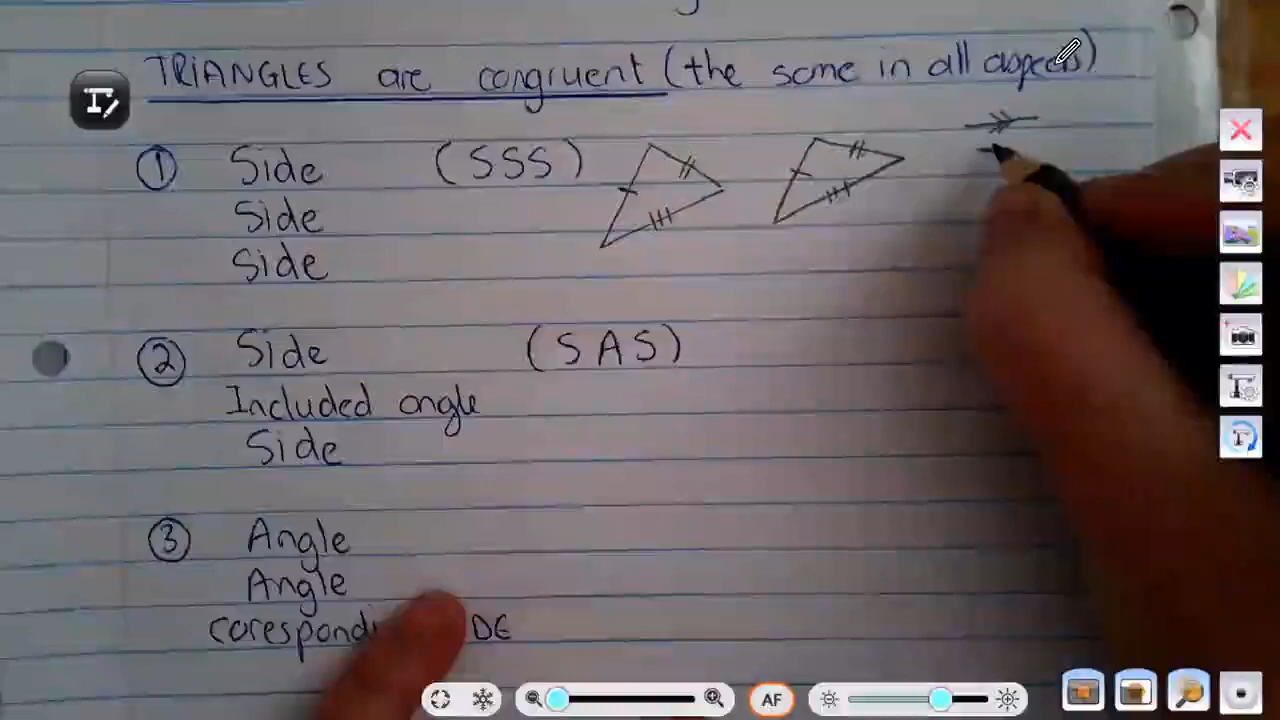 TRIANGLES are congruent (the same in all aspects)
① Side (SSS)
Side
Side
② Side (SAS)
Included angle
Side
③ Angle
Angle
DE
AF